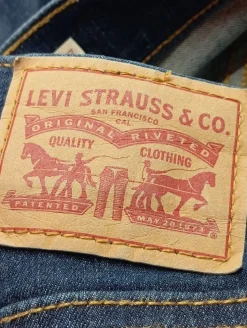 LEVI STRAUSS & CO.
SAN FRANCISCO
CAL.
ORIGINAL RIVETED
QUALITY CLOTHING
PATENTED MAY 20 1873
®